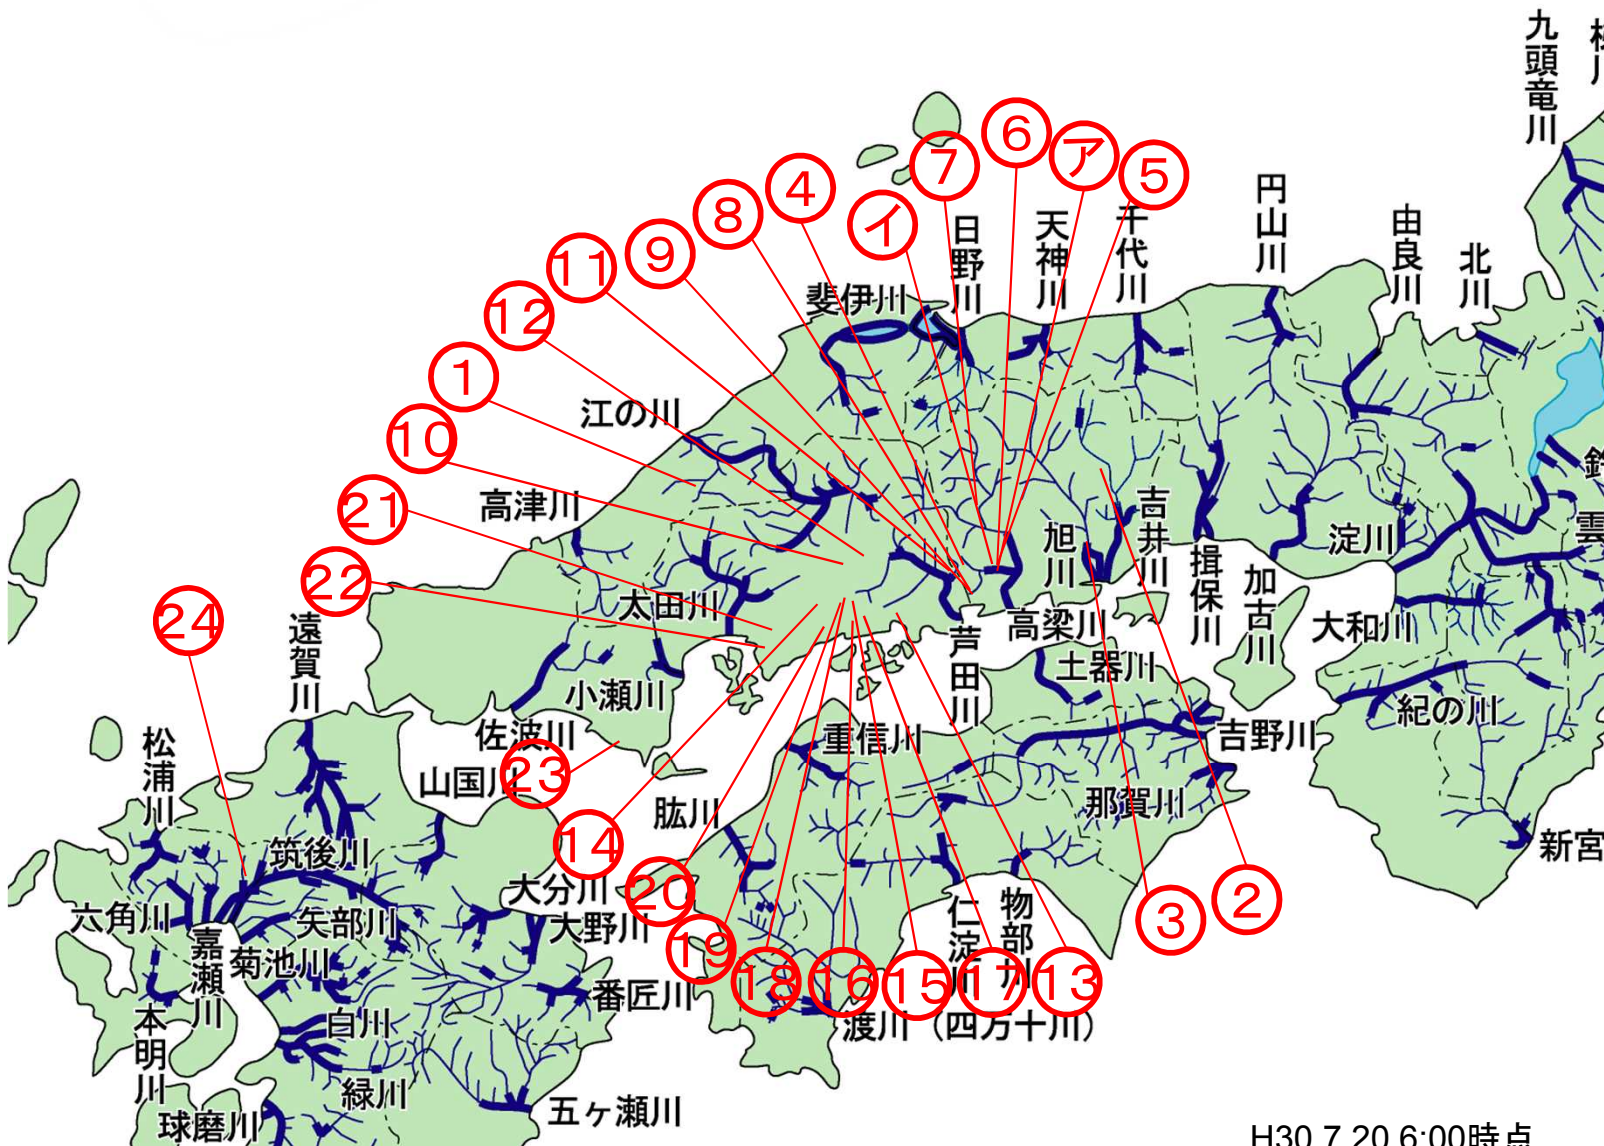 九頭竜川
⑥
ア
⑤
⑦
④
イ
⑧
⑨
⑪
⑫
①
⑩
㉑
㉒
㉔
日野川
天神川
千代川
円山川
由良川
北川
斐伊川
江の川
高津川
太田川
小瀬川
佐波川
遠賀川
芦田川
高梁川
旭川
吉井川
揖保川
加古川
淀川
大和川
紀の川
新宮
土器川
吉野川
那賀川
重信川
肱川
仁淀川
物部川
渡川（四万十川）
松浦川
山国川
筑後川
大分川
大野川
六角川
矢部川
嘉瀬川
菊池川
番匠川
本明川
白川
緑川
五ヶ瀬川
球磨川
㉓
⑭
⑳
⑲
⑱
⑯
⑮
⑰
⑬
③
②
H30.7.20 6:00時点